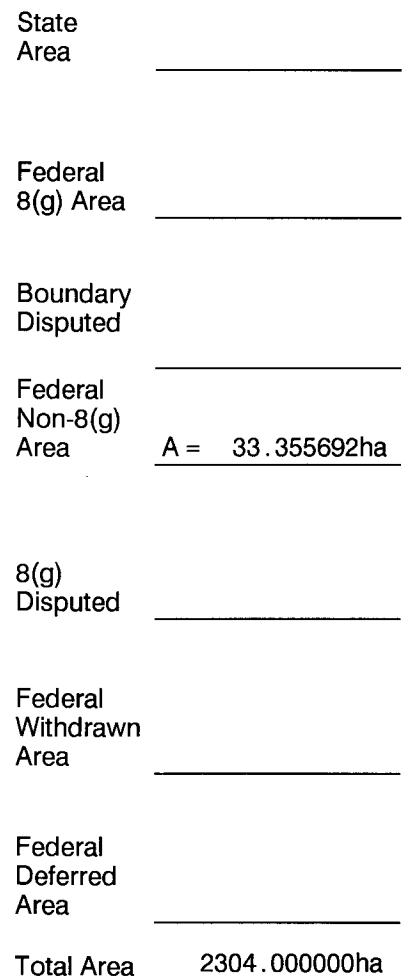 State
Area
Federal
8(g) Area
Boundary
Disputed
Federal
Non-8(g)
Area A = 33.355692ha
8(g)
Disputed
Federal
Withdrawn
Area
Federal
Deferred
Area
Total Area 2304.000000ha